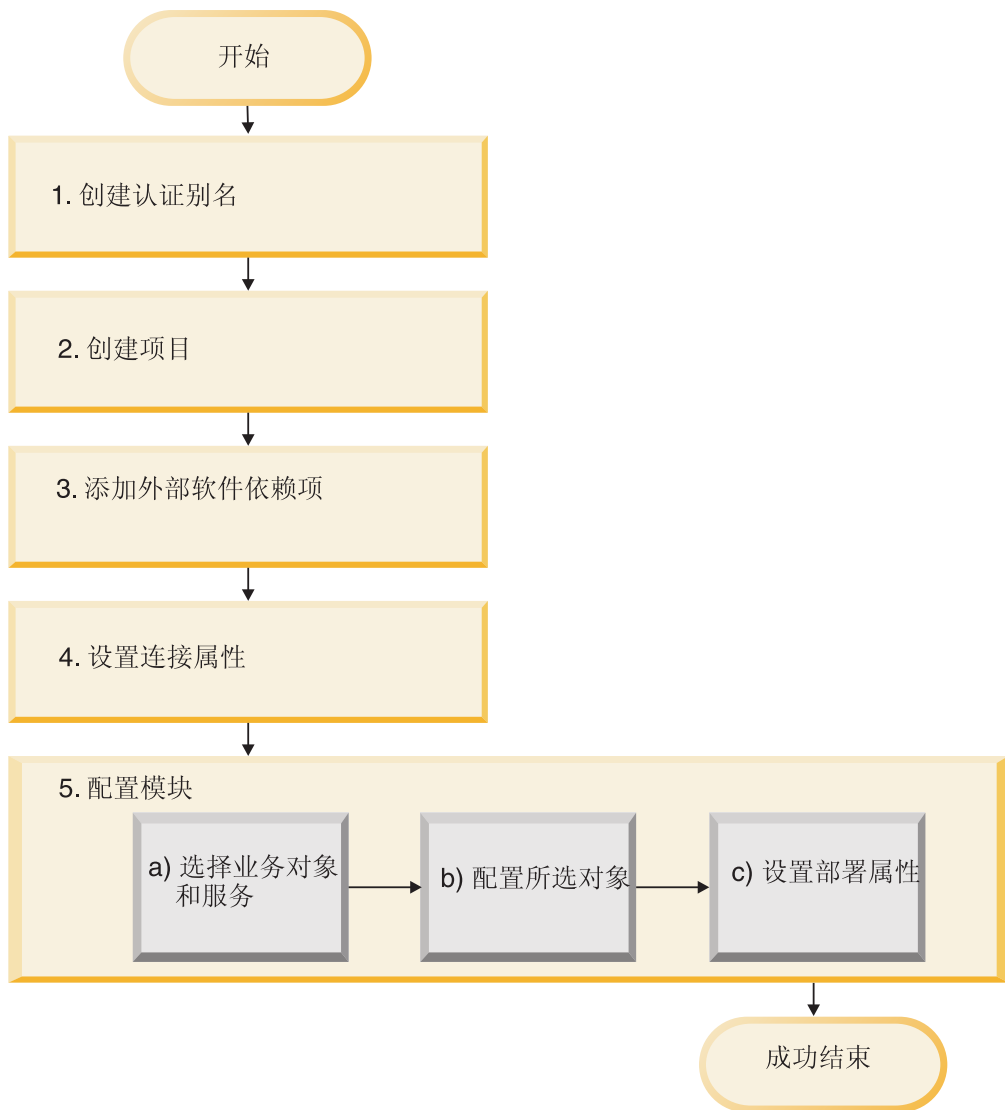 开始
1. 创建认证别名
2. 创建项目
3. 添加外部软件依赖项
4. 设置连接属性
5. 配置模块
a) 选择业务对象
和服务
b) 配置所选对象
c) 设置部署属性
成功结束